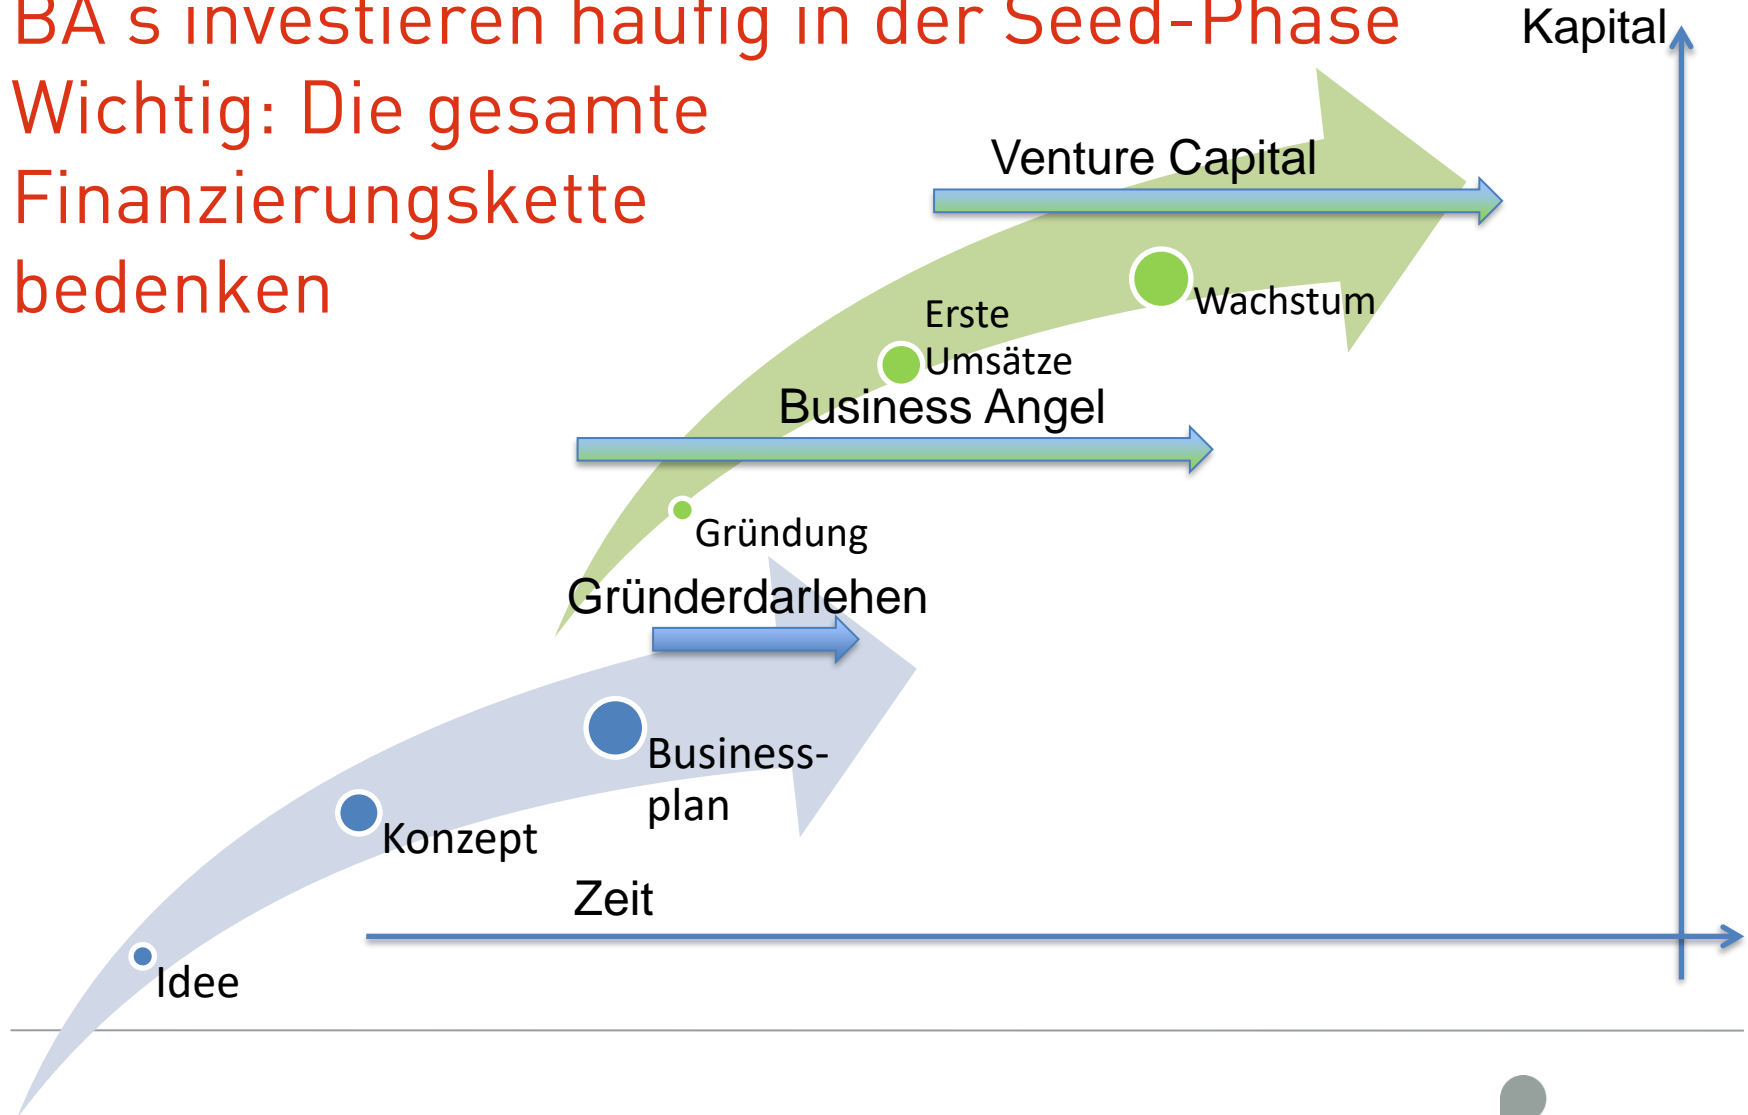 BA s investieren häufig in der Seed-Phase
Wichtig: Die gesamte
Finanzierungskette
bedenken
Kapital
Venture Capital
Wachstum
Erste
Umsätze
Business Angel
Gründung
Gründerdarlehen
Business-
plan
Konzept
Zeit
Idee